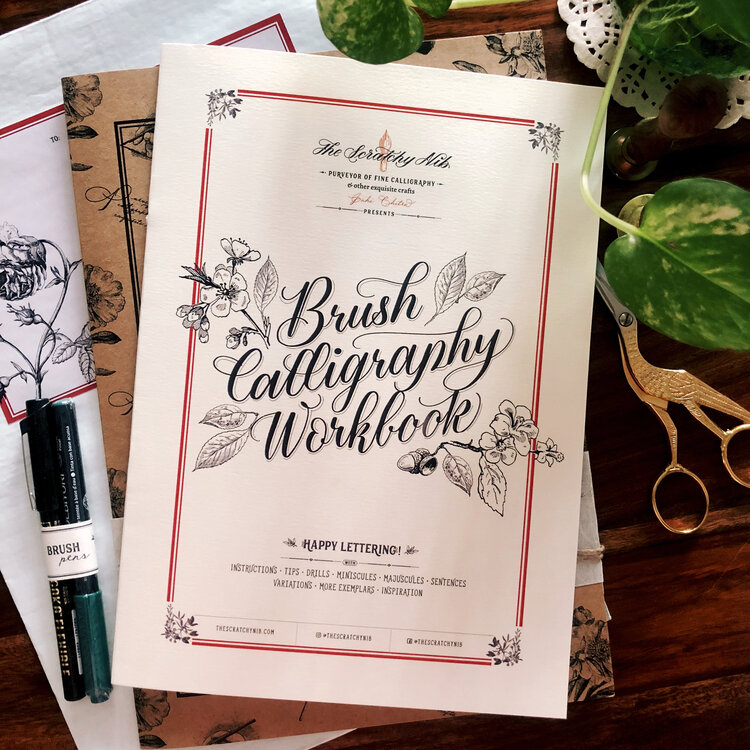 The Scratchy Nib
PURVEYOR OF FINE CALLIGRAPHY
& other exquisite crafts
PRESENTS
Brush
Calligraphy
Workbook
HAPPY LETTERING!
WITH
INSTRUCTIONS · TIPS · DRILLS · MINISCULES · MAJUSCULES · SENTENCES
VARIATIONS · MORE EXEMPLARS · INSPIRATION
THESCRATCHYNIB.COM
@THESCRATCHYNIB
@THESCRATCHYNIB
TO:
BRUSH
pens